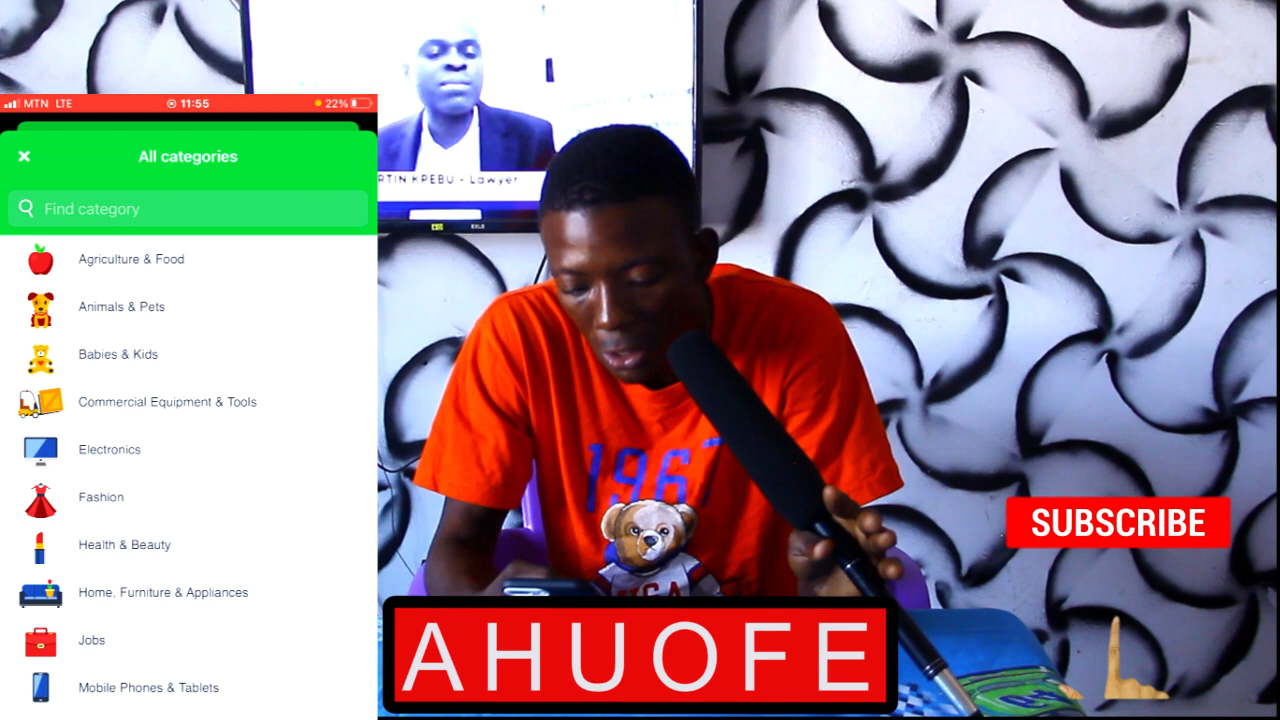 MTN LTE 11:55 22%
All categories
Find category
Agriculture & Food
Animals & Pets
Babies & Kids
Commercial Equipment & Tools
Electronics
Fashion
Health & Beauty
Home, Furniture & Appliances
Jobs
Mobile Phones & Tablets
RTIN KPEBU - Lawyer
1967
USA
SUBSCRIBE
AHUOFE